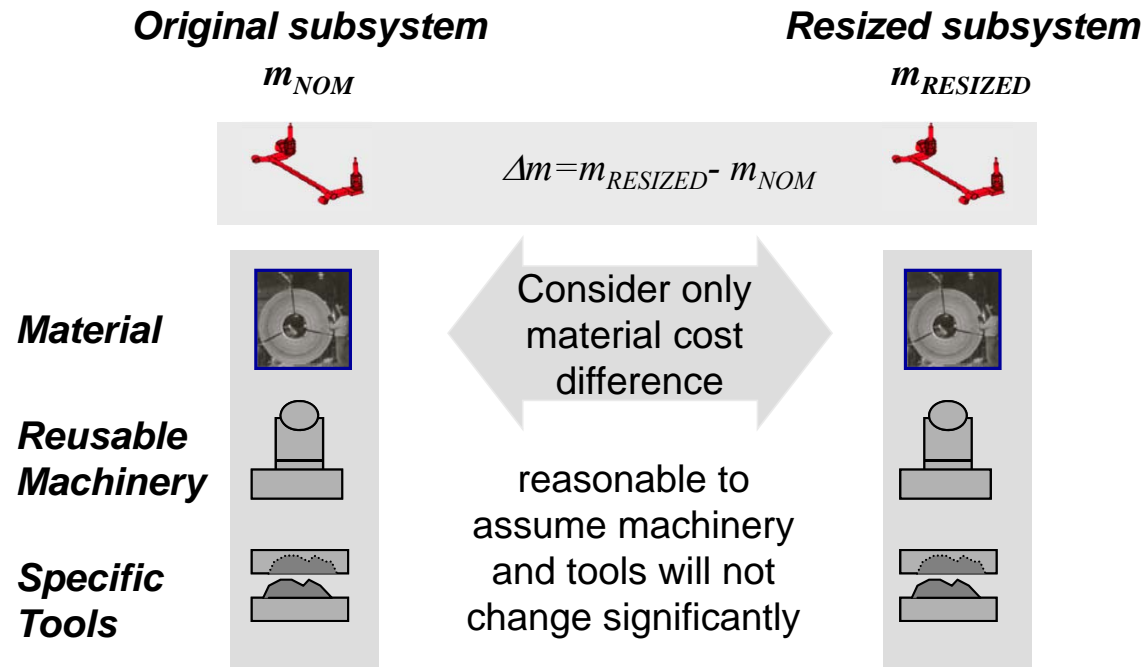 Original subsystem
Resized subsystem
m_NOM
m_RESIZED
Δm=m_RESIZED- m_NOM
Material
Consider only
material cost
difference
Reusable
Machinery
reasonable to
assume machinery
and tools will not
change significantly
Specific
Tools